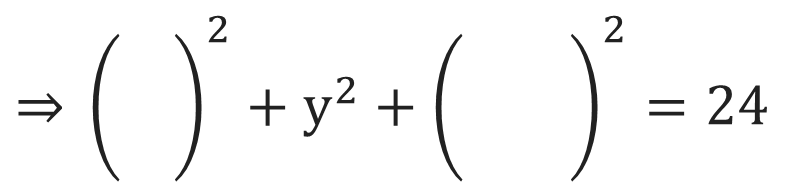 ⇒ (   )² + y² + (   )² = 24